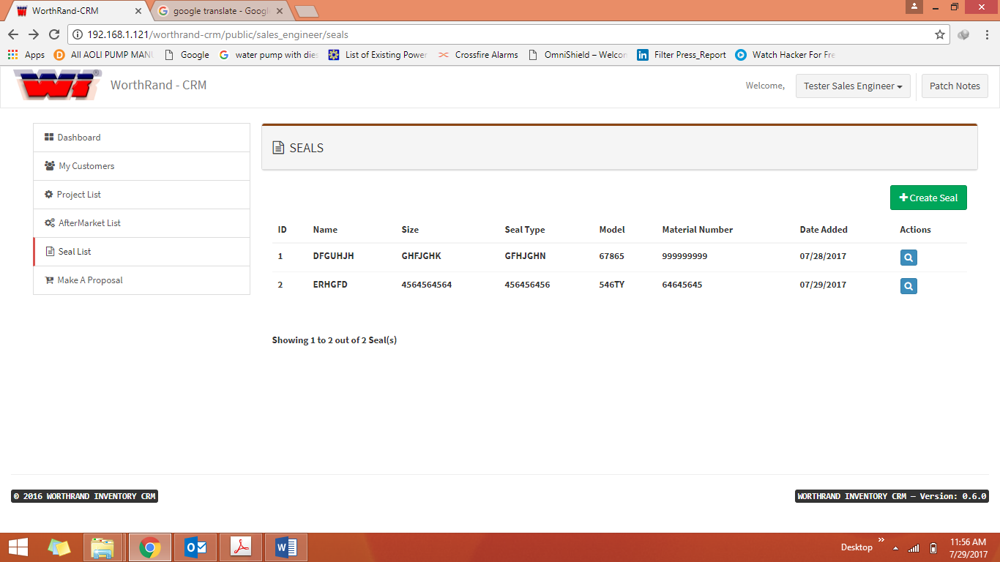 WorthRand-CRM
google translate - Googl
192.168.1.121/worthrand-crm/public/sales_engineer/seals
Apps
All AOLI PUMP MANU
Google
water pump with dies
List of Existing Power
Crossfire Alarms
OmniShield – Welcon
Filter Press_Report
Watch Hacker For Fre
WI ®
WorthRand - CRM
Welcome,
Tester Sales Engineer
Patch Notes
Dashboard
My Customers
Project List
AfterMarket List
Seal List
Make A Proposal
SEALS
Create Seal
ID Name Size Seal Type Model Material Number Date Added Actions
1 DFGUHJH GHFJGHK GFHJGHN 67865 999999999 07/28/2017
2 ERHGFD 4564564564 456456456 546TY 64645645 07/29/2017
Showing 1 to 2 out of 2 Seal(s)
© 2016 WORTHRAND INVENTORY CRM
WORTHRAND INVENTORY CRM — Version: 0.6.0
Desktop
11:56 AM
7/29/2017